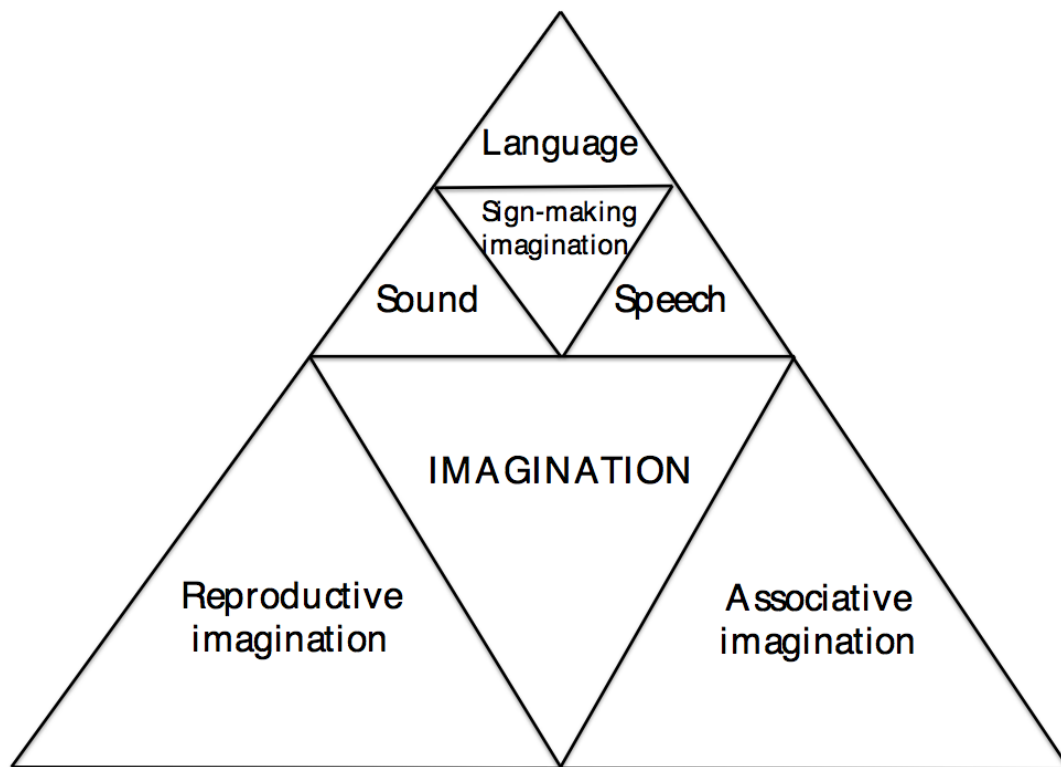 Language
Sign-making
imagination
Sound
Speech
IMAGINATION
Reproductive
imagination
Associative
imagination